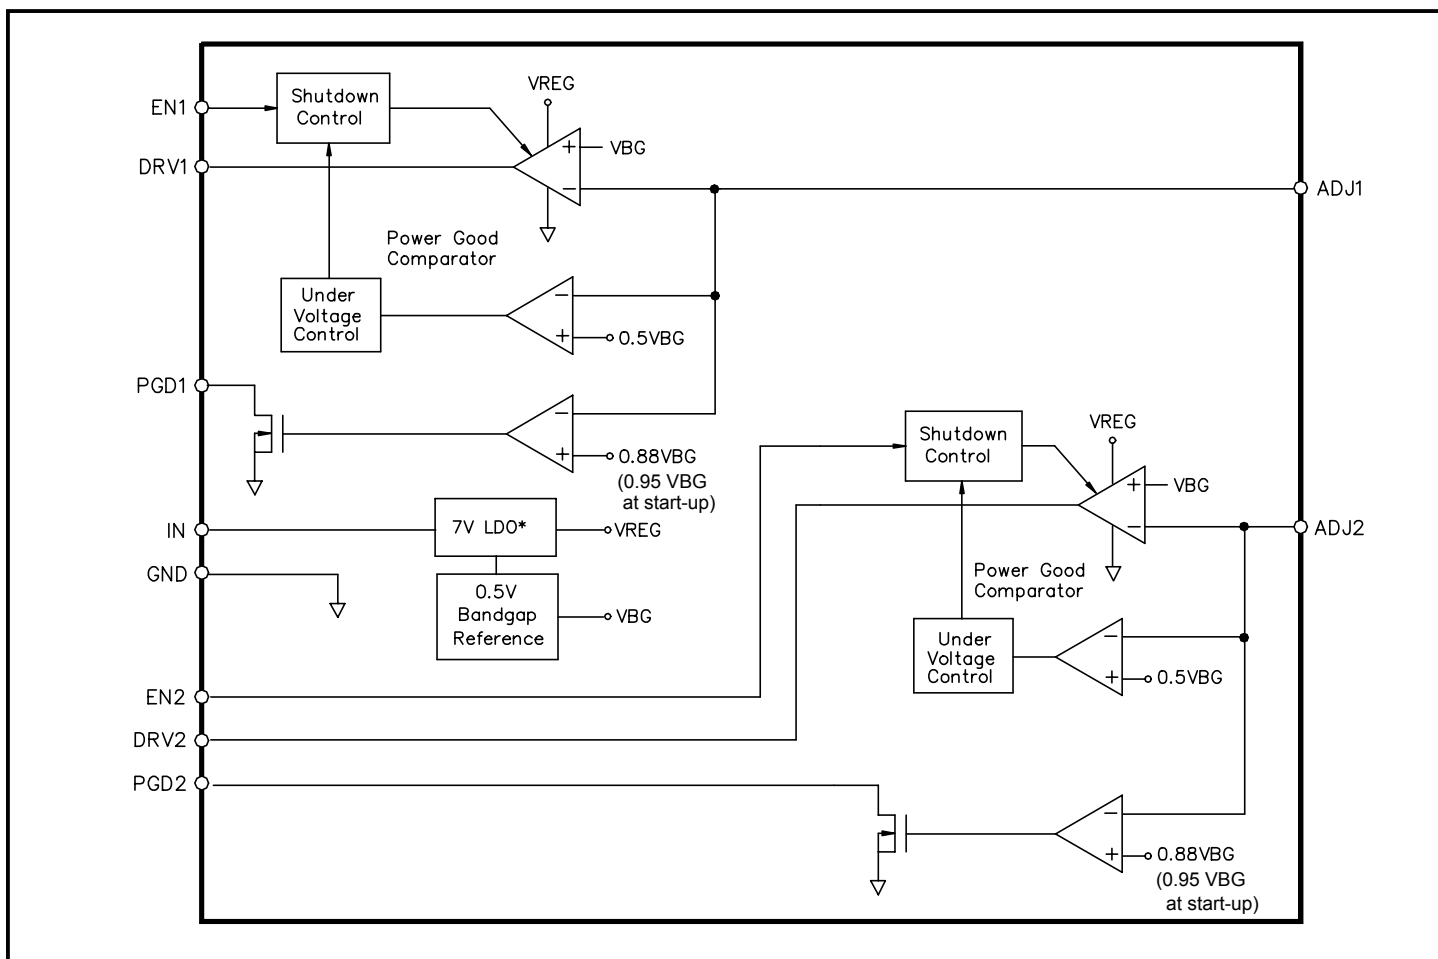 VREG
EN1
Shutdown
Control
+
VBG
DRV1
−
ADJ1
Power Good
Comparator
Under
Voltage
Control
−
+
0.5VBG
PGD1
−
+
0.88VBG
(0.95 VBG
at start-up)
Shutdown
Control
VREG
+
VBG
−
ADJ2
IN
7V LDO*
VREG
GND
0.5V
Bandgap
Reference
VBG
Power Good
Comparator
Under
Voltage
Control
−
+
0.5VBG
EN2
DRV2
PGD2
−
+
0.88VBG
(0.95 VBG
at start-up)